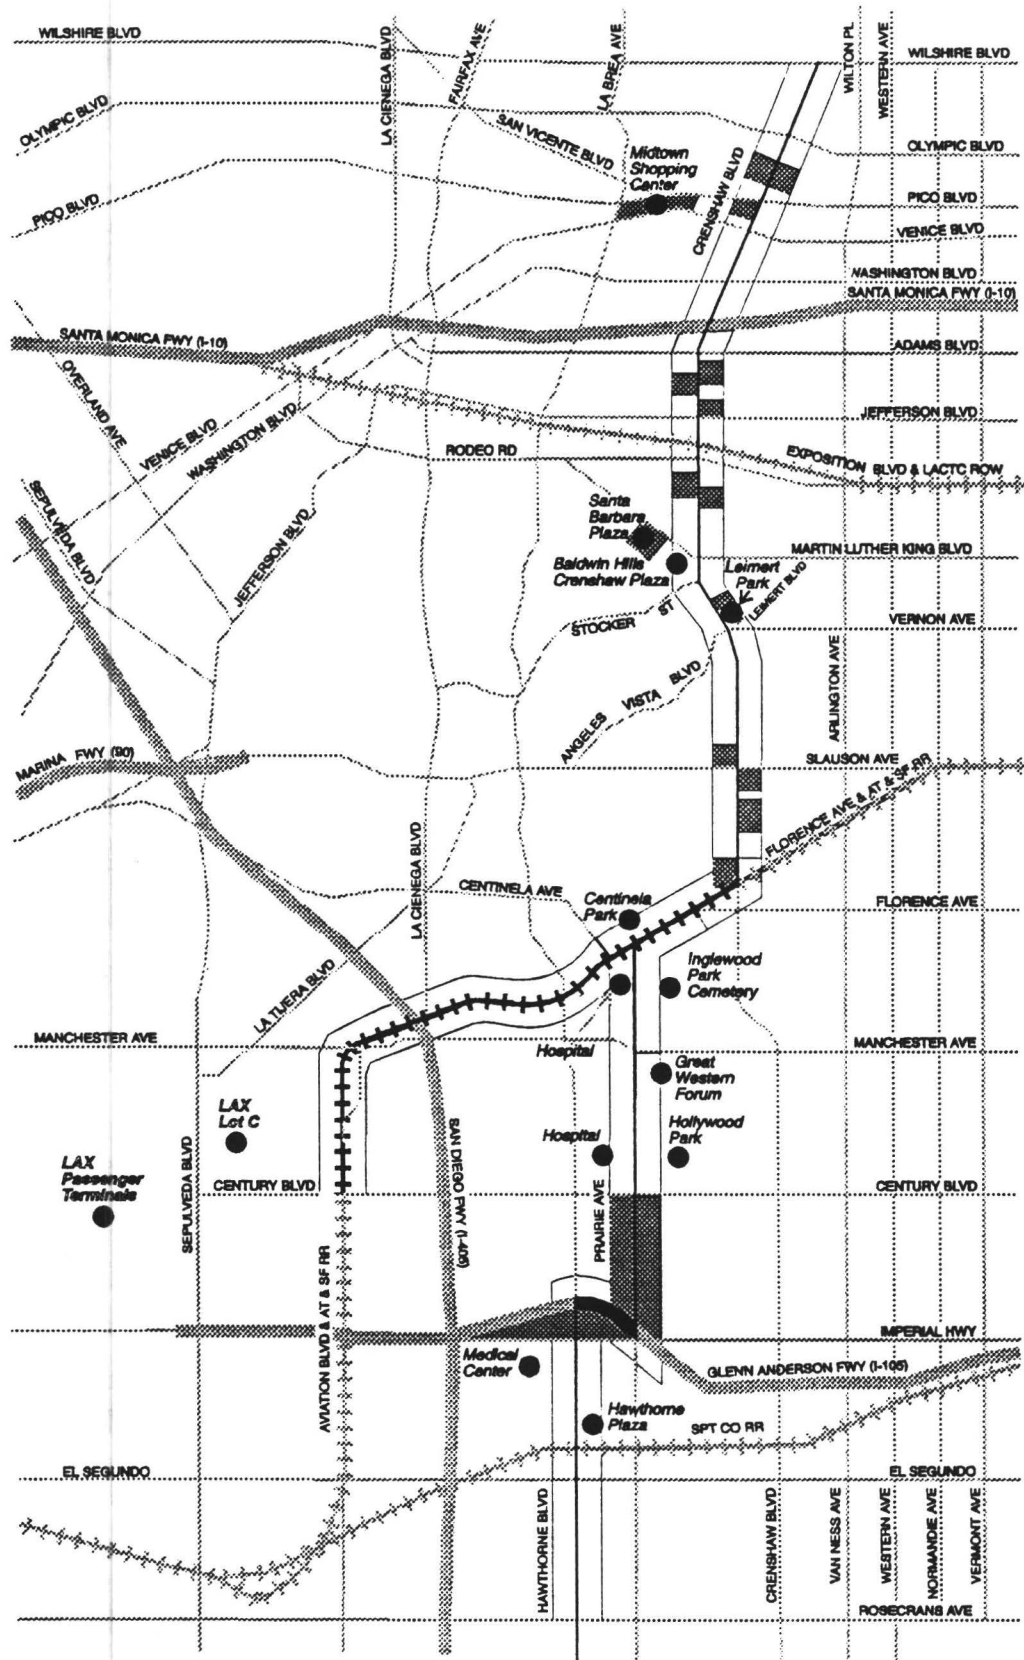 WILSHIRE BLVD
LA CIENEGA BLVD
FAIRFAX AVE
LA BREA AVE
WILTON PL
WESTERN AVE
WILSHIRE BLVD
OLYMPIC BLVD
SAN VICENTE BLVD
OLYMPIC BLVD
Midtown
Shopping
Center
CRENSHAW BLVD
PICO BLVD
PICO BLVD
VENICE BLVD
WASHINGTON BLVD
SANTA MONICA FWY (I-10)
SANTA MONICA FWY (I-10)
ADAMS BLVD
OVERLAND AVE
VENICE BLVD
WASHINGTON BLVD
JEFFERSON BLVD
RODEO RD
EXPOSITION BLVD & LACTC ROW
SEPULVEDA BLVD
JEFFERSON BLVD
Santa
Barbara
Plaza
Baldwin Hills
Crenshaw Plaza
MARTIN LUTHER KING BLVD
Leimert
Park
LEIMERT BLVD
STOCKER ST
VERNON AVE
ANGELES VISTA BLVD
ARLINGTON AVE
MARINA FWY (90)
SLAUSON AVE
FLORENCE AVE & AT & SF RR
LA CIENEGA BLVD
CENTINELA AVE
Centinela
Park
FLORENCE AVE
LA TIJERA BLVD
Inglewood
Park
Cemetery
MANCHESTER AVE
Hospital
MANCHESTER AVE
Great
Western
Forum
LAX
Lot C
Hospital
Hollywood
Park
LAX
Passenger
Terminals
SEPULVEDA BLVD
CENTURY BLVD
SAN DIEGO FWY (I-405)
CENTURY BLVD
PRAIRIE AVE
AVIATION BLVD & AT & SF RR
IMPERIAL HWY
Medical
Center
GLENN ANDERSON FWY (I-105)
Hawthorne
Plaza
SPT CO RR
EL SEGUNDO
EL SEGUNDO
HAWTHORNE BLVD
CRENSHAW BLVD
VAN NESS AVE
WESTERN AVE
NORMANDIE AVE
VERMONT AVE
ROSECRANS AVE